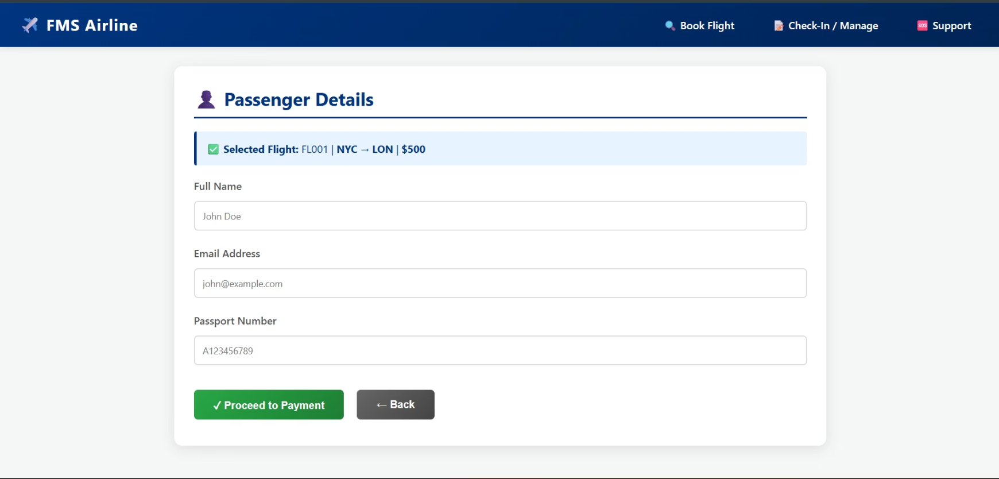 FMS Airline
Book Flight
Check-In / Manage
SOS Support
Passenger Details
Selected Flight: FL001 | NYC → LON | $500
Full Name
John Doe
Email Address
john@example.com
Passport Number
A123456789
✓ Proceed to Payment
← Back